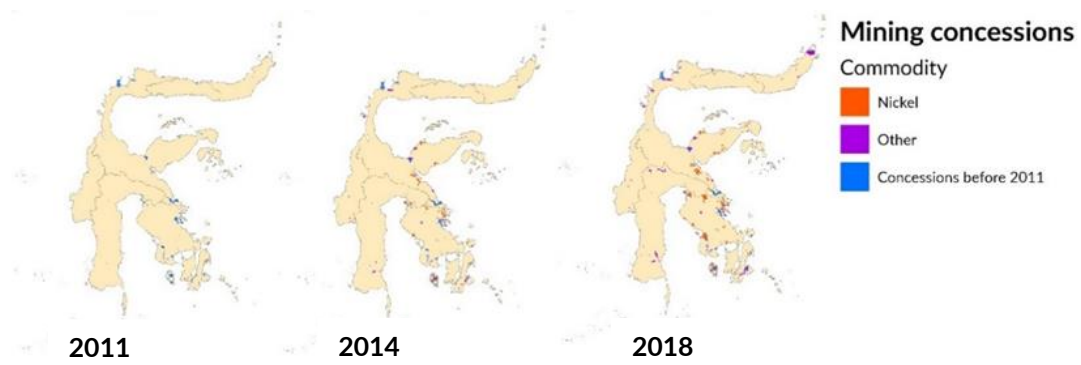 Mining concessions
Commodity
Nickel
Other
Concessions before 2011
2011
2014
2018